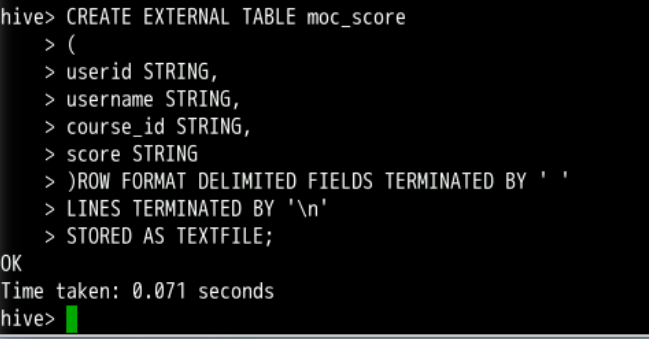 hive> CREATE EXTERNAL TABLE moc_score
    > (
    > userid STRING,
    > username STRING,
    > course_id STRING,
    > score STRING
    > )ROW FORMAT DELIMITED FIELDS TERMINATED BY ' '
    > LINES TERMINATED BY '\n'
    > STORED AS TEXTFILE;
OK
Time taken: 0.071 seconds
hive>